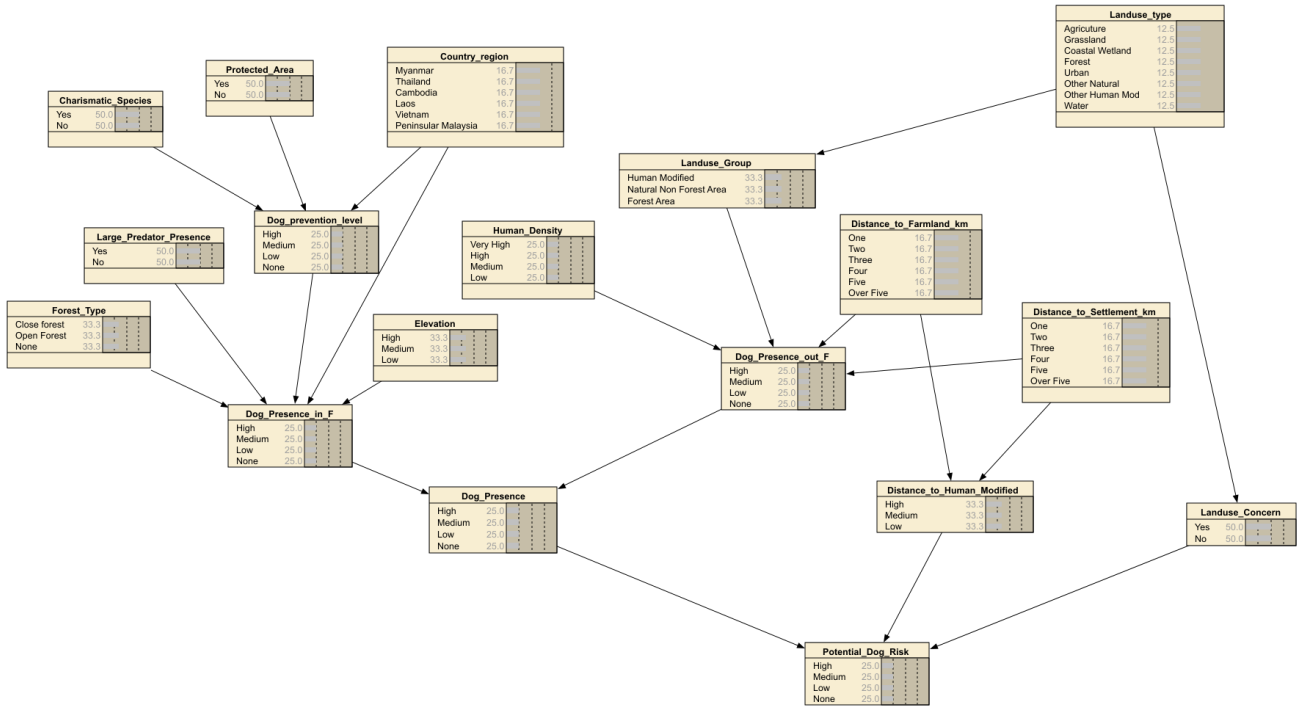 Landuse_type
Agricuture 12.5
Grassland 12.5
Coastal Wetland 12.5
Forest 12.5
Urban 12.5
Other Natural 12.5
Other Human Mod 12.5
Water 12.5
Country_region
Myanmar 16.7
Thailand 16.7
Cambodia 16.7
Laos 16.7
Vietnam 16.7
Peninsular Malaysia 16.7
Protected_Area
Yes 50.0
No 50.0
Charismatic_Species
Yes 50.0
No 50.0
Landuse_Group
Human Modified 33.3
Natural Non Forest Area 33.3
Forest Area 33.3
Dog_prevention_level
High 25.0
Medium 25.0
Low 25.0
None 25.0
Large_Predator_Presence
Yes 50.0
No 50.0
Human_Density
Very High 25.0
High 25.0
Medium 25.0
Low 25.0
Distance_to_Farmland_km
One 16.7
Two 16.7
Three 16.7
Four 16.7
Five 16.7
Over Five 16.7
Forest_Type
Close forest 33.3
Open Forest 33.3
None 33.3
Elevation
High 33.3
Medium 33.3
Low 33.3
Distance_to_Settlement_km
One 16.7
Two 16.7
Three 16.7
Four 16.7
Five 16.7
Over Five 16.7
Dog_Presence_out_F
High 25.0
Medium 25.0
Low 25.0
None 25.0
Dog_Presence_in_F
High 25.0
Medium 25.0
Low 25.0
None 25.0
Dog_Presence
High 25.0
Medium 25.0
Low 25.0
None 25.0
Distance_to_Human_Modified
High 33.3
Medium 33.3
Low 33.3
Landuse_Concern
Yes 50.0
No 50.0
Potential_Dog_Risk
High 25.0
Medium 25.0
Low 25.0
None 25.0